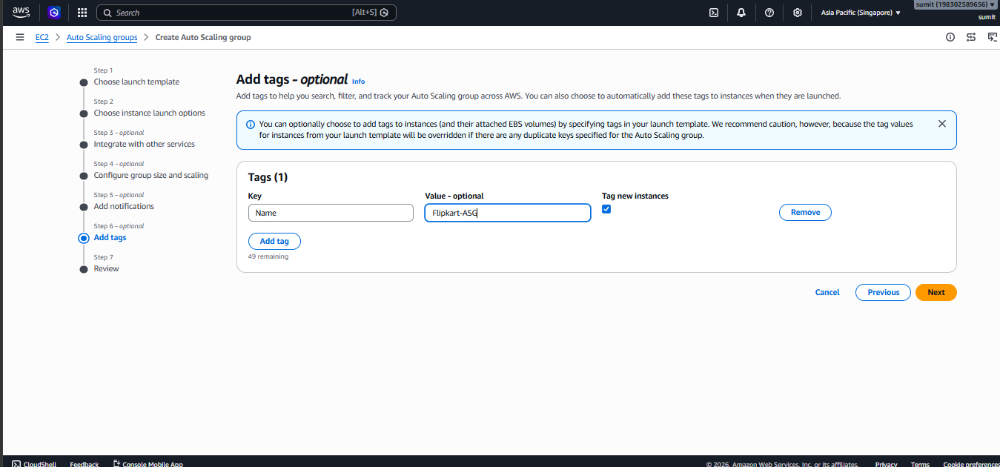 aws
Search
[Alt+S]
Asia Pacific (Singapore) ▼
sumit (198302589656) ▼
sumit
EC2 > Auto Scaling groups > Create Auto Scaling group
Step 1
Choose launch template
Step 2
Choose instance launch options
Step 3 - optional
Integrate with other services
Step 4 - optional
Configure group size and scaling
Step 5 - optional
Add notifications
Step 6 - optional
Add tags
Step 7
Review
Add tags - optional Info
Add tags to help you search, filter, and track your Auto Scaling group across AWS. You can also choose to automatically add these tags to instances when they are launched.
You can optionally choose to add tags to instances (and their attached EBS volumes) by specifying tags in your launch template. We recommend caution, however, because the tag values
for instances from your launch template will be overridden if there are any duplicate keys specified for the Auto Scaling group.
Tags (1)
Key
Value - optional
Tag new instances
Name
Flipkart-ASG
Remove
Add tag
49 remaining
Cancel
Previous
Next
CloudShell
Feedback
Console Mobile App
© 2026, Amazon Web Services, Inc. or its affiliates.
Privacy
Terms
Cookie preferences